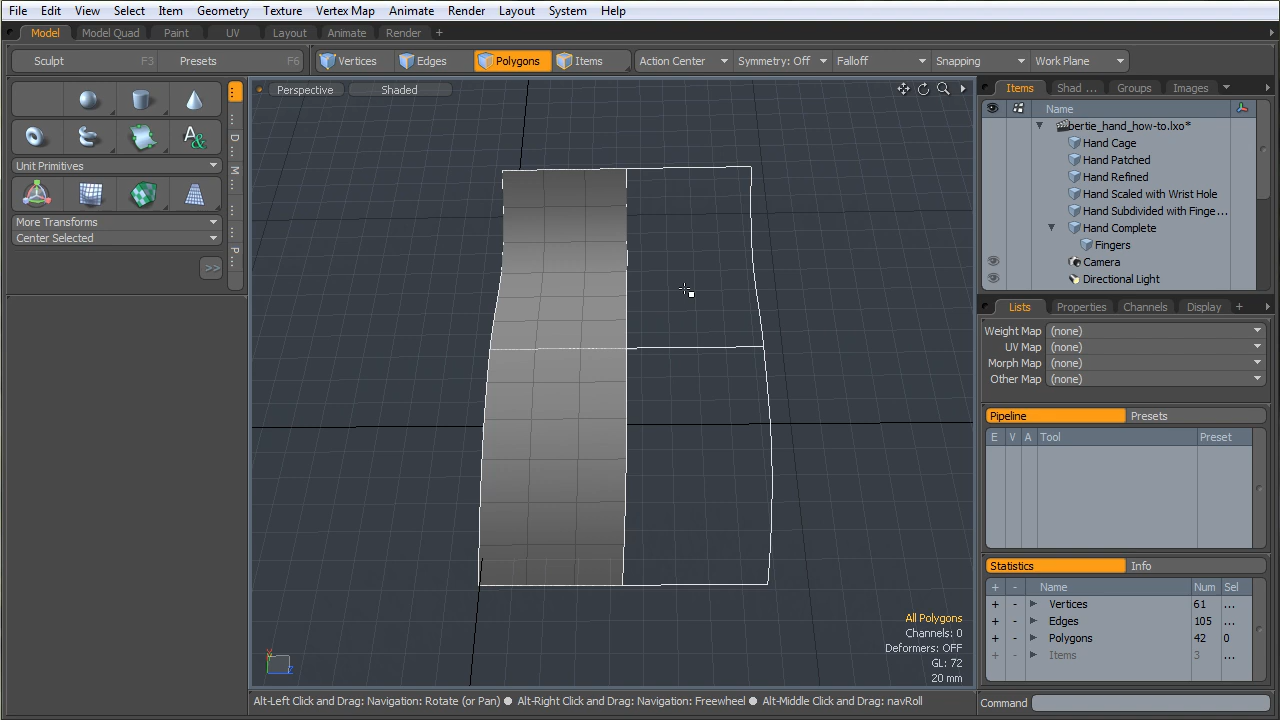 File Edit View Select Item Geometry Texture Vertex Map Animate Render Layout System Help
Model Model Quad Paint UV Layout Animate Render +
Sculpt F3 Presets F6 Vertices Edges Polygons Items Action Center Symmetry: Off Falloff Snapping Work Plane
Perspective Shaded
Unit Primitives
More Transforms
Center Selected
>>
D
M
P
Items Shad ... Groups Images
Name
bertie_hand_how-to.lxo*
Hand Cage
Hand Patched
Hand Refined
Hand Scaled with Wrist Hole
Hand Subdivided with Finge...
Hand Complete
Fingers
Camera
Directional Light
Lists Properties Channels Display +
Weight Map (none)
UV Map (none)
Morph Map (none)
Other Map (none)
Pipeline Presets
E V A Tool Preset
Statistics Info
+ - Name Num Sel
+ - Vertices 61 ...
+ - Edges 105 ...
+ - Polygons 42 0
+ - Items 3 ...
All Polygons
Channels: 0
Deformers: OFF
GL: 72
20 mm
Alt-Left Click and Drag: Navigation: Rotate (or Pan) ● Alt-Right Click and Drag: Navigation: Freewheel ● Alt-Middle Click and Drag: navRoll
Command